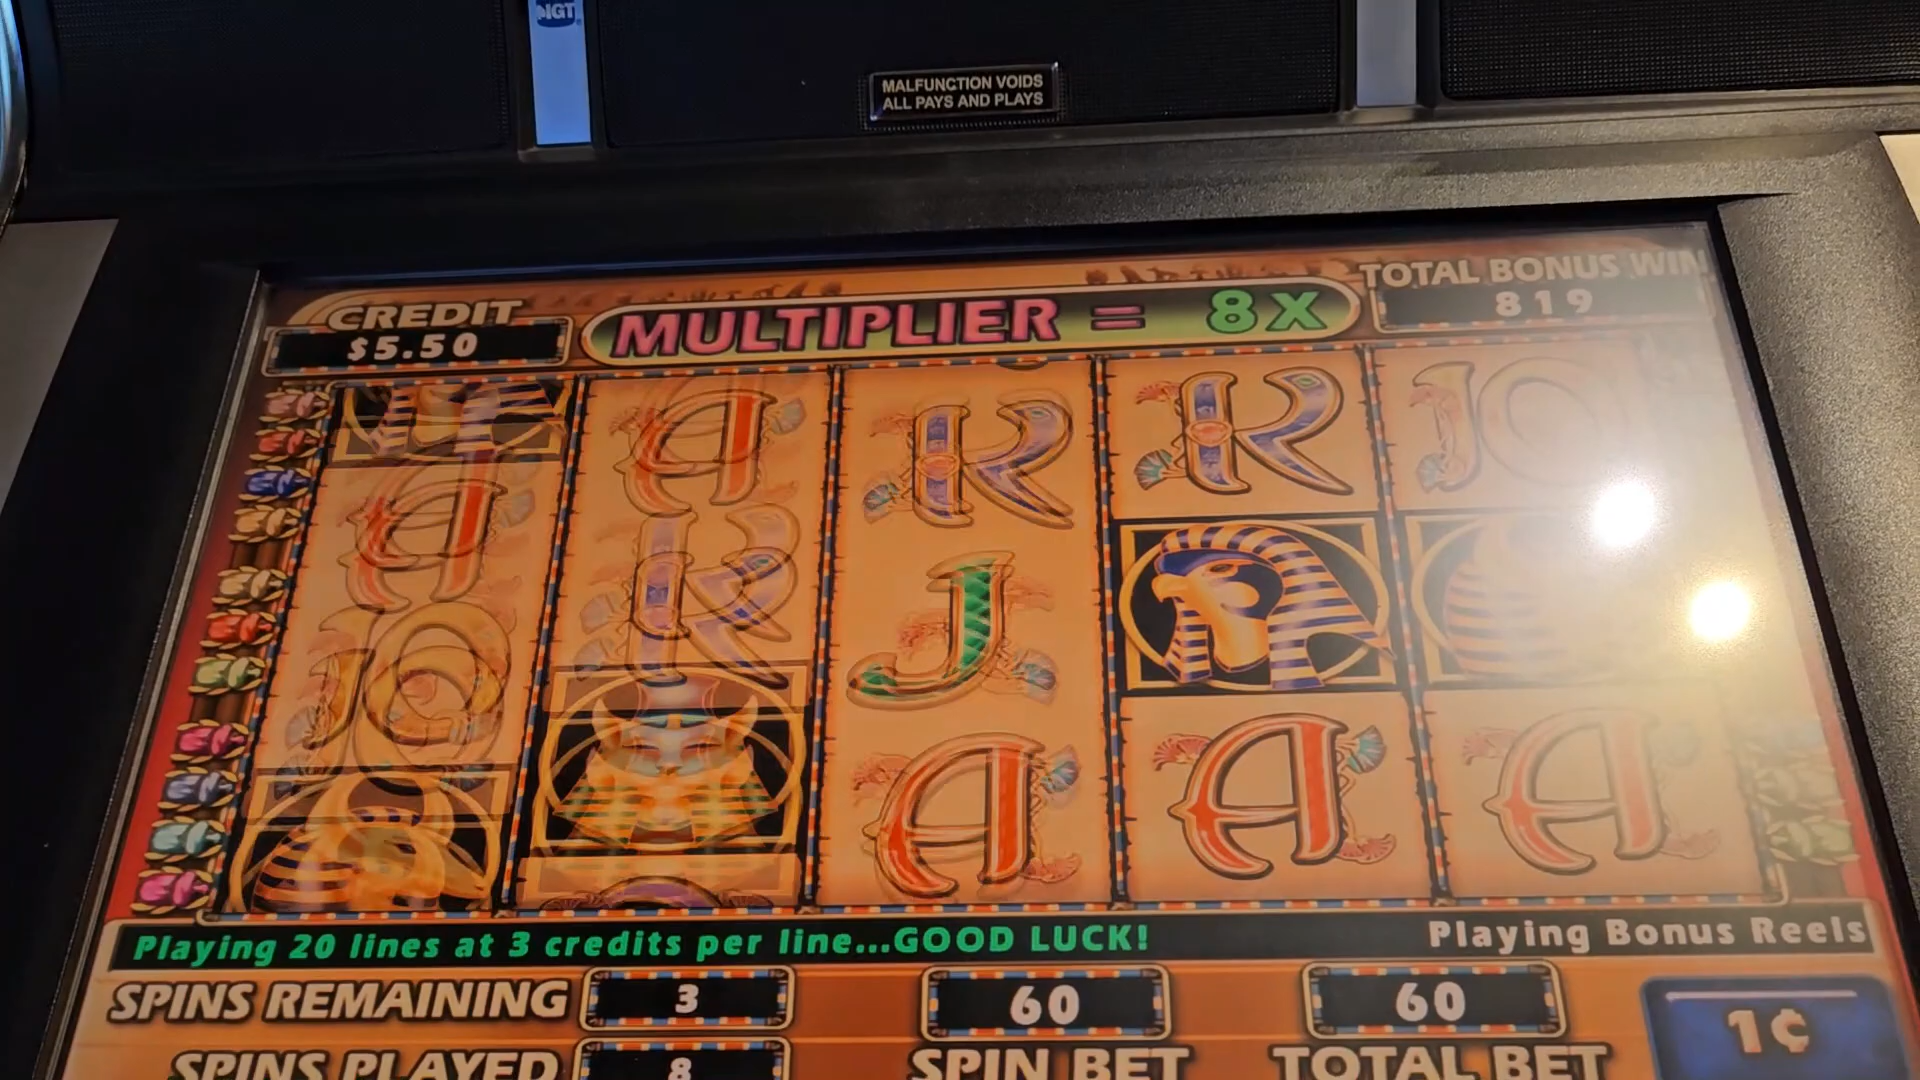 IGT
MALFUNCTION VOIDS
ALL PAYS AND PLAYS
CREDIT
$5.50
MULTIPLIER = 8X
TOTAL BONUS WIN
819
A K K 10
A K J
J Q A A A
Playing 20 lines at 3 credits per line...GOOD LUCK!
Playing Bonus Reels
SPINS REMAINING 3
60
60
1¢
SPINS PLAYED 8
SPIN BET
TOTAL BET